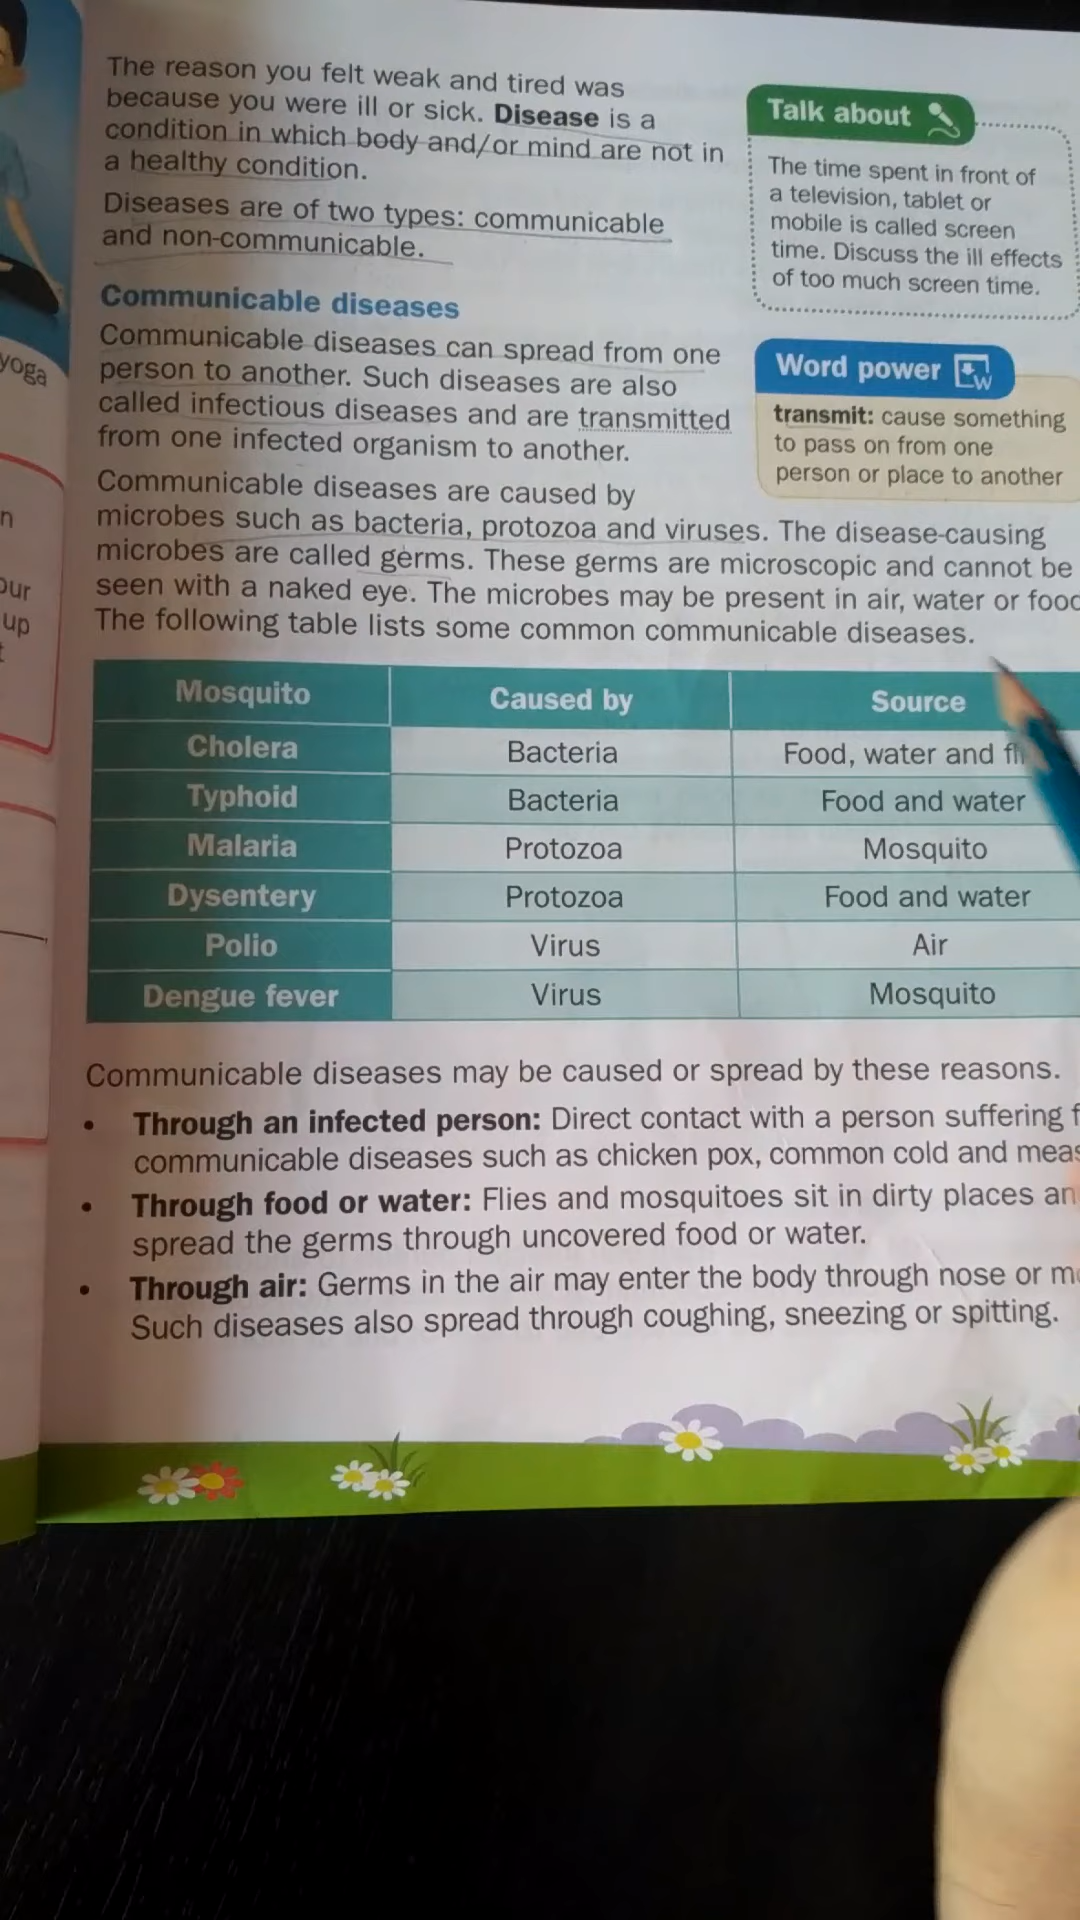 The reason you felt weak and tired was
because you were ill or sick. Disease is a
condition in which body and/or mind are not in
a healthy condition.
Diseases are of two types: communicable
and non-communicable.
Communicable diseases
Communicable diseases can spread from one
person to another. Such diseases are also
called infectious diseases and are transmitted
from one infected organism to another.
Communicable diseases are caused by
microbes such as bacteria, protozoa and viruses. The disease-causing
microbes are called germs. These germs are microscopic and cannot be
seen with a naked eye. The microbes may be present in air, water or
The following table lists some common communicable diseases.
Talk about
The time spent in front of
a television, tablet or
mobile is called screen
time. Discuss the ill effects
of too much screen time.
Word power
W
transmit: cause something
to pass on from one
person or place to another
Mosquito Caused by Source
Cholera Bacteria Food, water and
Typhoid Bacteria Food and water
Malaria Protozoa Mosquito
Dysentery Protozoa Food and water
Polio Virus Air
Dengue fever Virus Mosquito
Communicable diseases may be caused or spread by these reasons.
• Through an infected person: Direct contact with a person suffering
communicable diseases such as chicken pox, common cold and
• Through food or water: Flies and mosquitoes sit in dirty places
spread the germs through uncovered food or water.
• Through air: Germs in the air may enter the body through nose or
Such diseases also spread through coughing, sneezing or spitting.
yoga
up